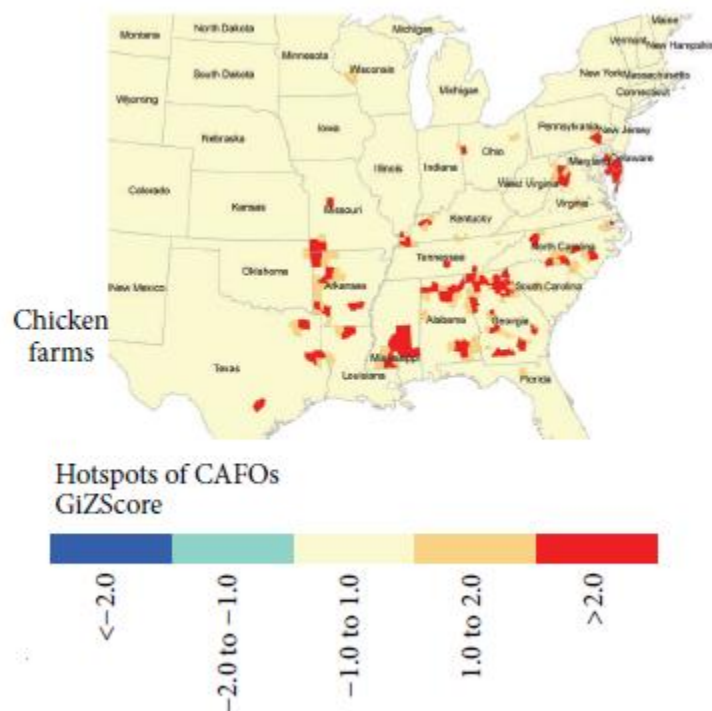 Maine
North Dakota
Michigan
Montana
Minnesota
Vermont
New Hampshire
Wisconsin
South Dakota
New York
Massachusetts
Michigan
Connecticut
Wyoming
Iowa
Pennsylvania
New Jersey
Nebraska
Ohio
Illinois
Indiana
Maryland
Delaware
West Virginia
Colorado
Kansas
Missouri
Virginia
Kentucky
North Carolina
Tennessee
Oklahoma
Arkansas
New Mexico
South Carolina
Chicken
farms
Alabama
Georgia
Mississippi
Texas
Louisiana
Florida
Hotspots of CAFOs
GiZScore
<−2.0
−2.0 to −1.0
−1.0 to 1.0
1.0 to 2.0
>2.0